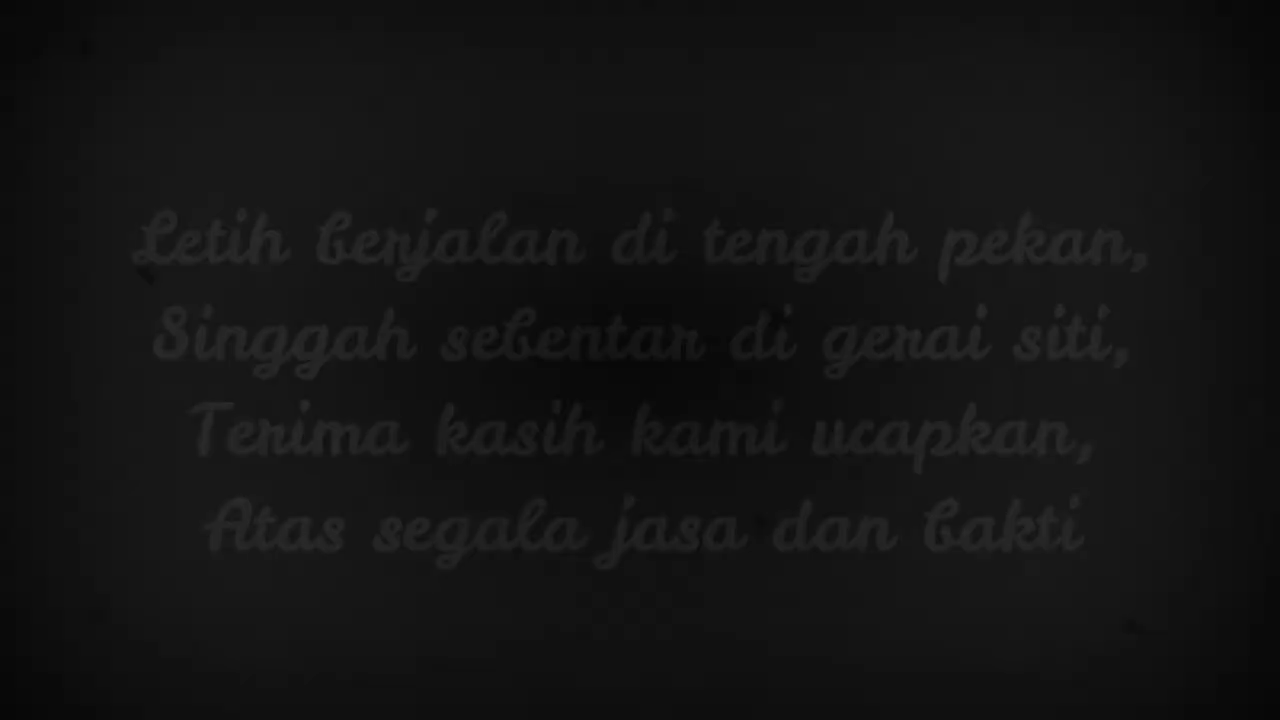 Letih berjalan di tengah pekan,
Singgah sebentar di gerai siti,
Terima kasih kami ucapkan,
Atas segala jasa dan bakti